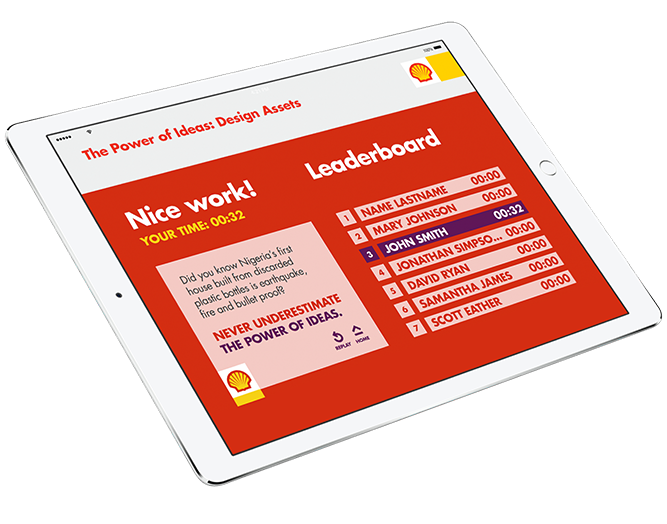 100%
The Power of Ideas: Design Assets
Nice work!
YOUR TIME: 00:32
Did you know Nigeria's first
house built from discarded
plastic bottles is earthquake,
fire and bullet proof?
NEVER UNDERESTIMATE
THE POWER OF IDEAS.
REPLAY HOME
Leaderboard
1 NAME LASTNAME 00:00
2 MARY JOHNSON 00:00
3 JOHN SMITH 00:32
4 JONATHAN SIMPSO... 00:00
5 DAVID RYAN 00:00
6 SAMANTHA JAMES 00:00
7 SCOTT EATHER 00:00